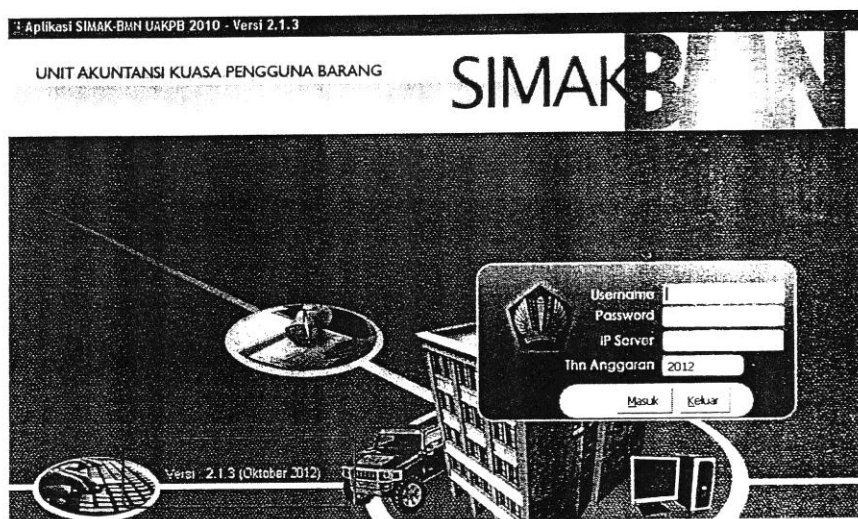 Aplikasi SIMAK-BMN UAKPB 2010 - Versi 2.1.3
UNIT AKUNTANSI KUASA PENGGUNA BARANG
SIMAK BMN
Username
Password
IP Server
Thn Anggaran 2012
Masuk Keluar
Versi : 2.1.3 (Oktober 2012)